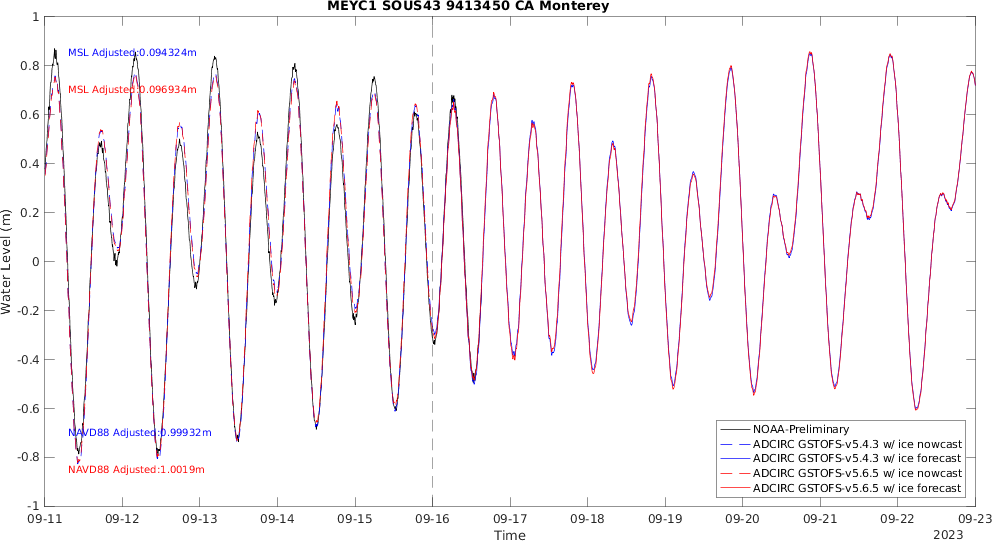 MEYC1 SOUS43 9413450 CA Monterey
MSL Adjusted:0.094324m
MSL Adjusted:0.096934m
NAVD88 Adjusted:0.99932m
NAVD88 Adjusted:1.0019m
Water Level (m)
1
0.8
0.6
0.4
0.2
0
-0.2
-0.4
-0.6
-0.8
-1
NOAA-Preliminary
ADCIRC GSTOFS-v5.4.3 w/ ice nowcast
ADCIRC GSTOFS-v5.4.3 w/ ice forecast
ADCIRC GSTOFS-v5.6.5 w/ ice nowcast
ADCIRC GSTOFS-v5.6.5 w/ ice forecast
09-11 09-12 09-13 09-14 09-15 09-16 09-17 09-18 09-19 09-20 09-21 09-22 09-23
Time
2023